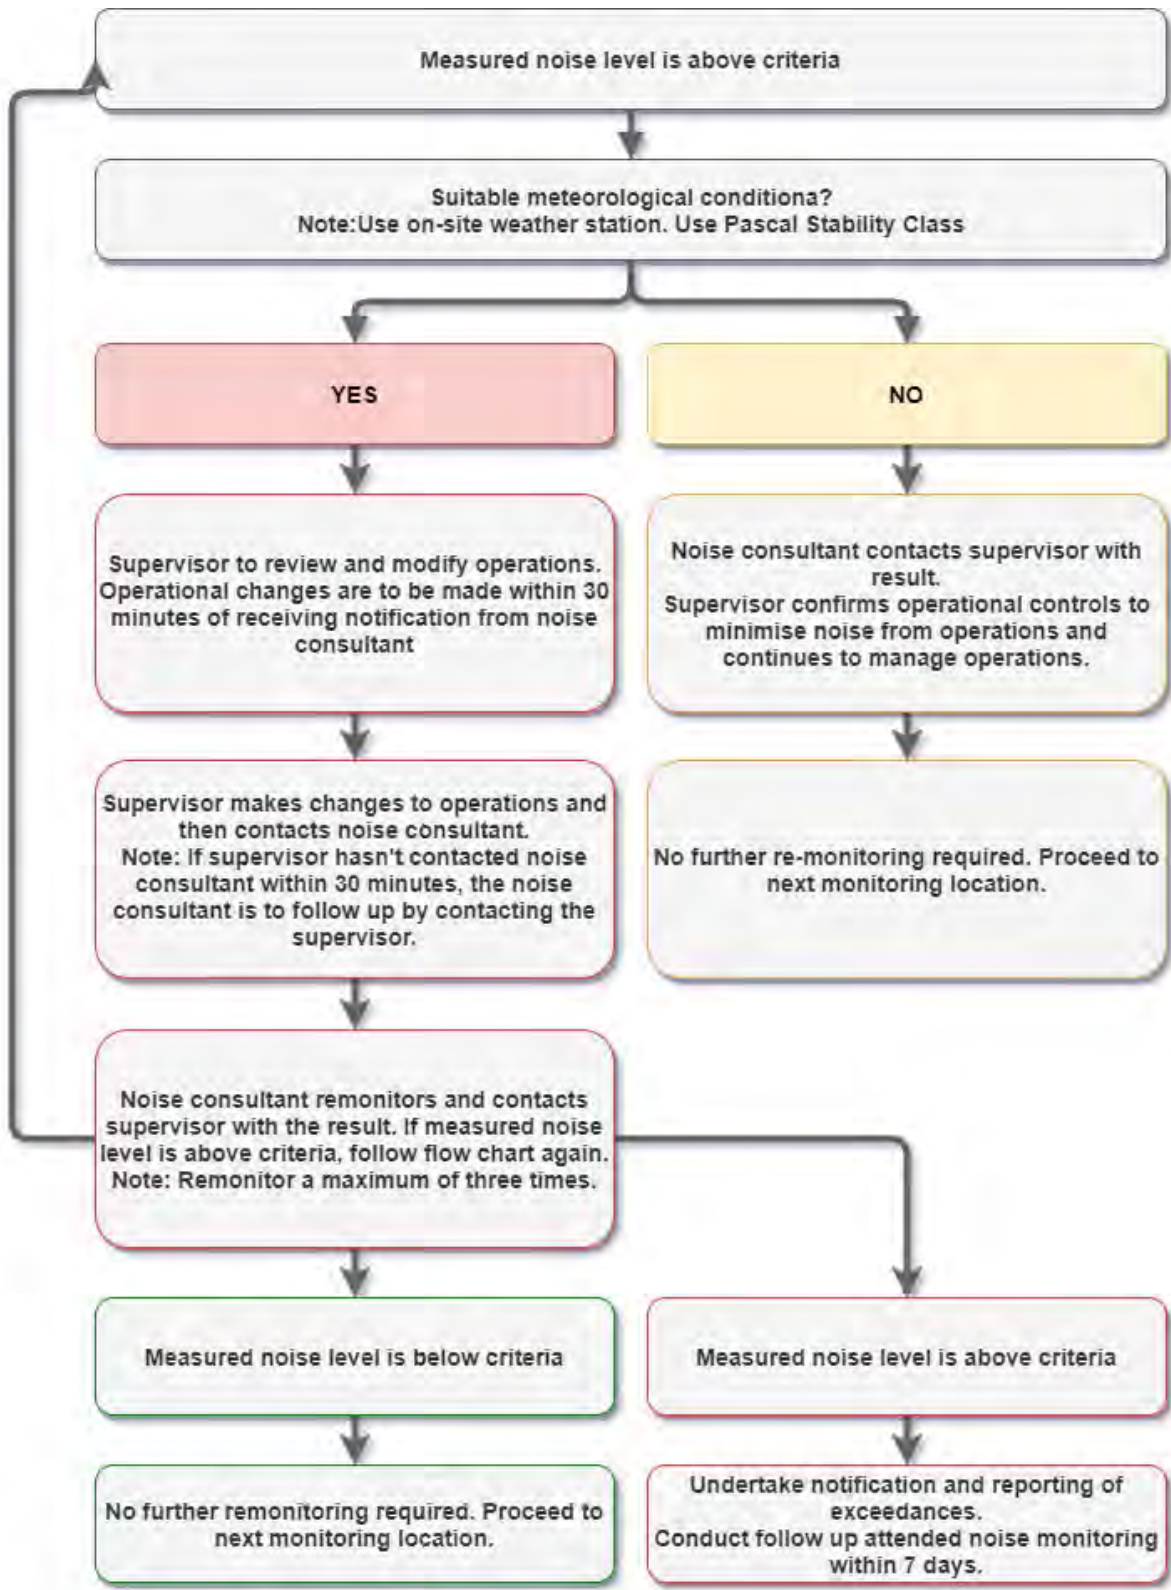 Measured noise level is above criteria
Suitable meteorological conditiona?
Note:Use on-site weather station. Use Pascal Stability Class
YES
NO
Supervisor to review and modify operations.
Operational changes are to be made within 30
minutes of receiving notification from noise
consultant
Noise consultant contacts supervisor with
result.
Supervisor confirms operational controls to
minimise noise from operations and
continues to manage operations.
Supervisor makes changes to operations and
then contacts noise consultant.
Note: If supervisor hasn't contacted noise
consultant within 30 minutes, the noise
consultant is to follow up by contacting the
supervisor.
No further re-monitoring required. Proceed to
next monitoring location.
Noise consultant remonitors and contacts
supervisor with the result. If measured noise
level is above criteria, follow flow chart again.
Note: Remonitor a maximum of three times.
Measured noise level is below criteria
Measured noise level is above criteria
No further remonitoring required. Proceed to
next monitoring location.
Undertake notification and reporting of
exceedances.
Conduct follow up attended noise monitoring
within 7 days.